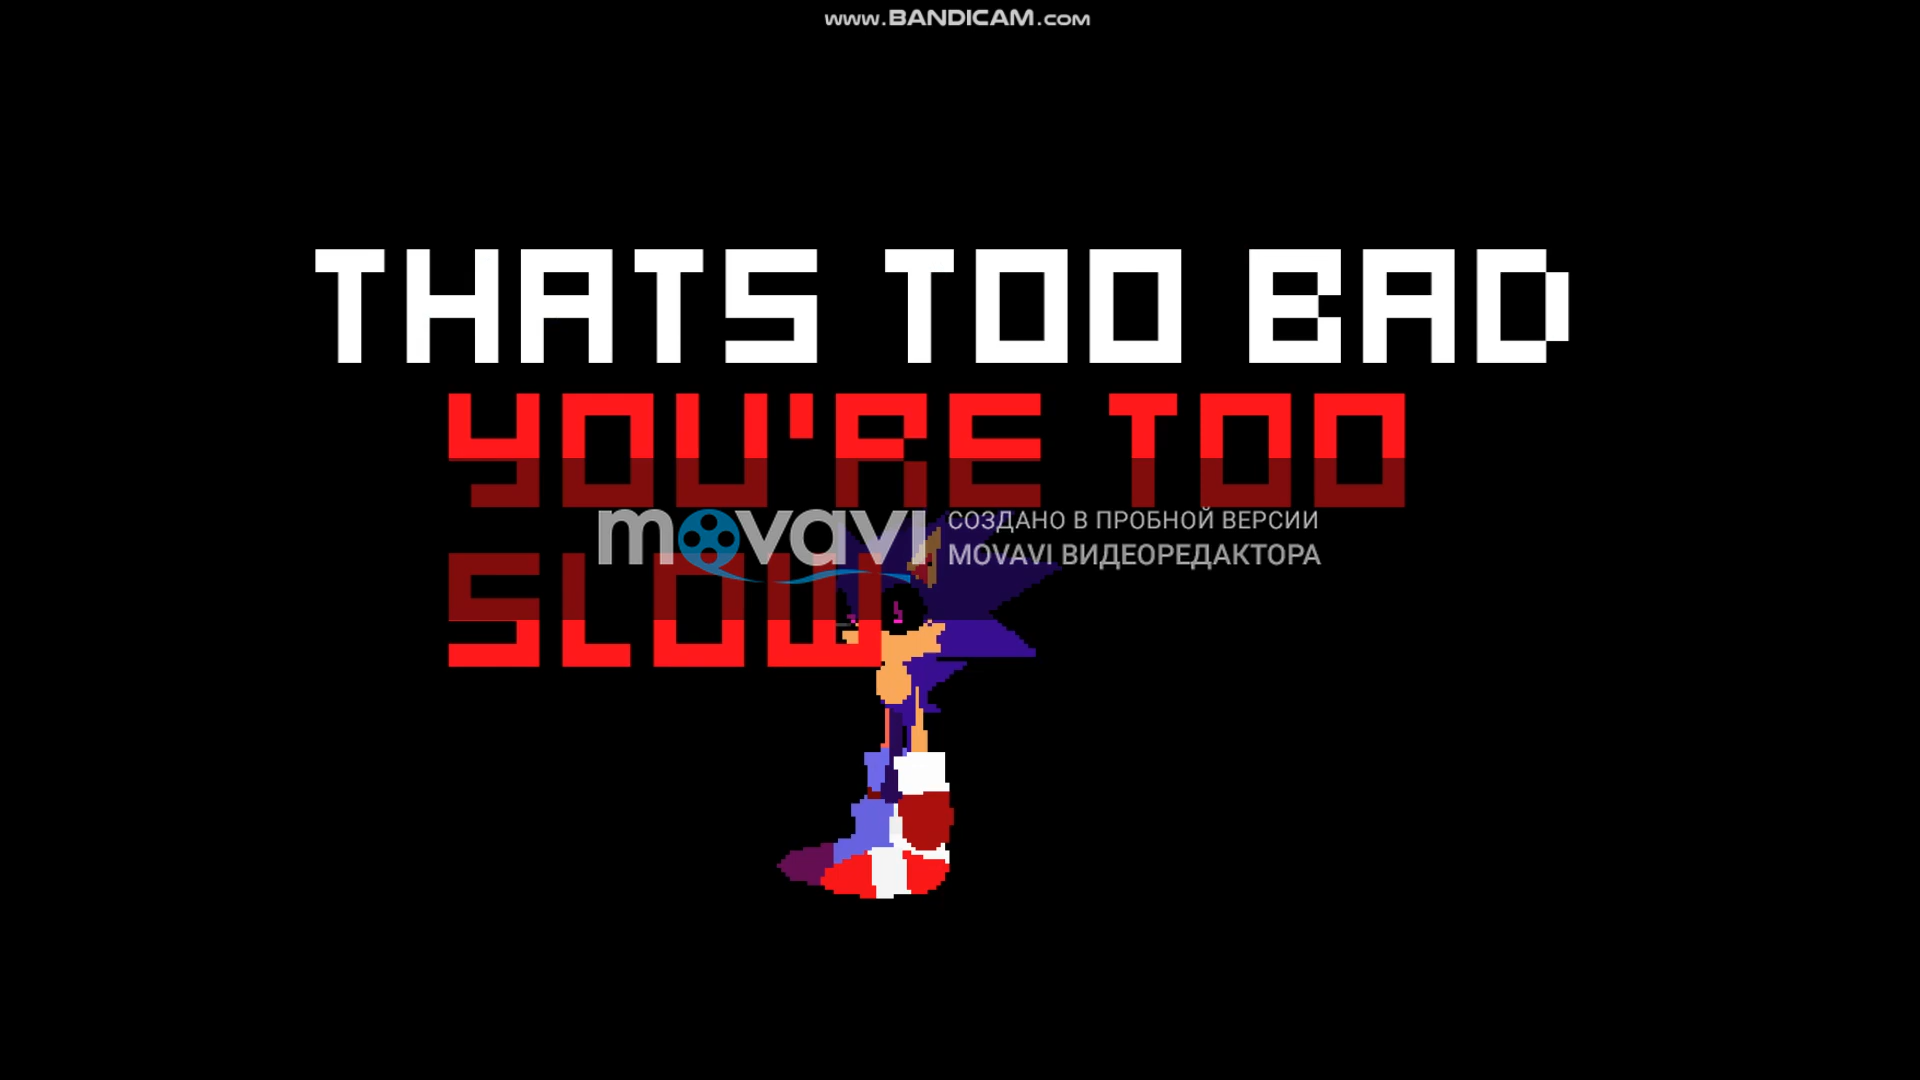 www.BANDICAM.com
THATS TOO BAD
YOU'RE TOO
SLOW
movavi
СОЗДАНО В ПРОБНОЙ ВЕРСИИ
MOVAVI ВИДЕОРЕДАКТОРА